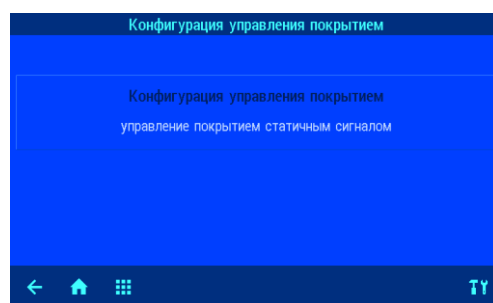 Конфигурация управления покрытием
Конфигурация управления покрытием
управление покрытием статичным сигналом